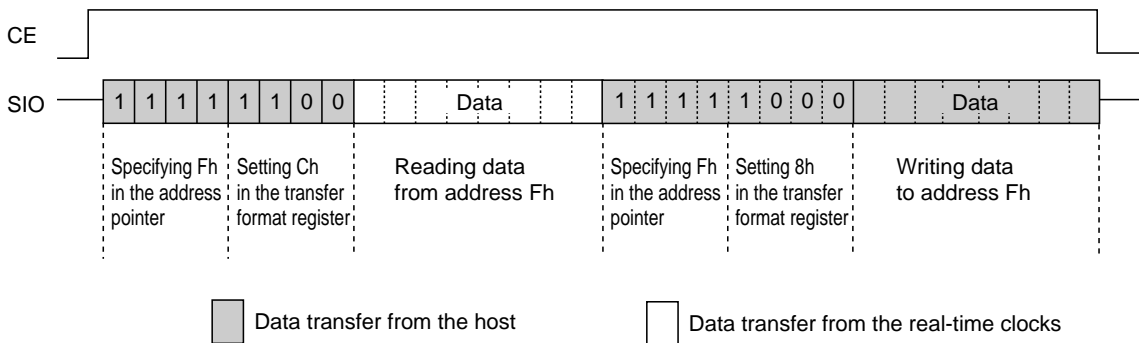 CE
SIO
1 1 1 1 1 1 0 0 Data 1 1 1 1 1 0 0 0 Data
Specifying Fh
in the address
pointer
Setting Ch
in the transfer
format register
Reading data
from address Fh
Specifying Fh
in the address
pointer
Setting 8h
in the transfer
format register
Writing data
to address Fh
Data transfer from the host
Data transfer from the real-time clocks